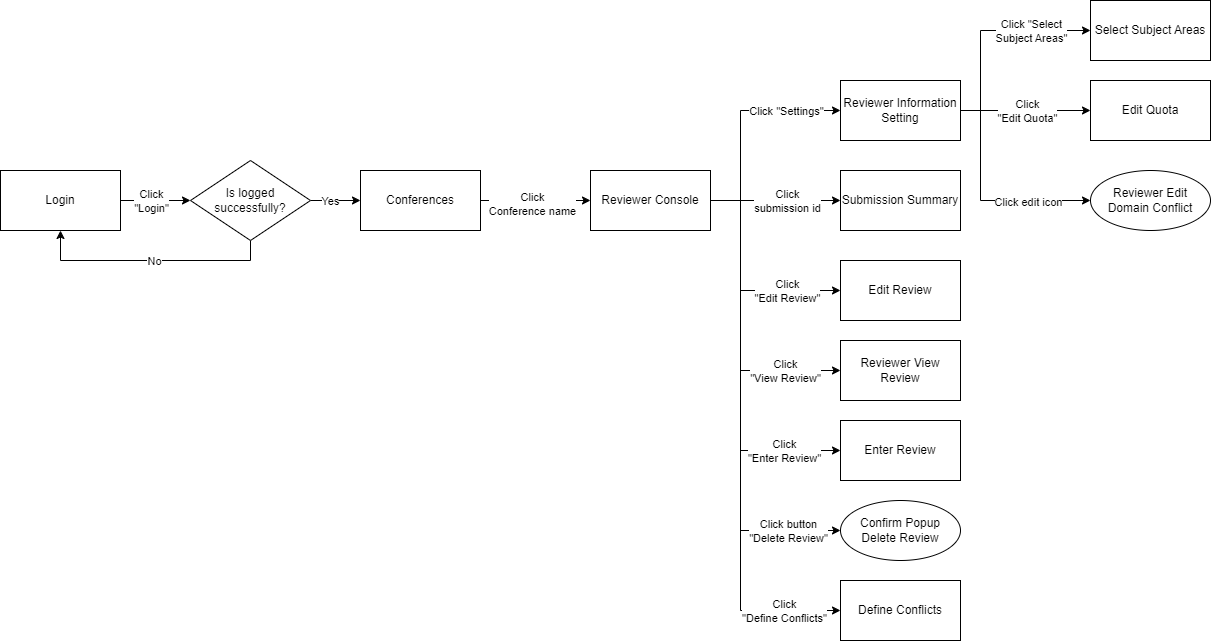 Login
Click
"Login"
Is logged
successfully?
Yes
No
Conferences
Click
Conference name
Reviewer Console
Click "Settings"
Reviewer Information
Setting
Click "Select
Subject Areas"
Select Subject Areas
Click
"Edit Quota"
Edit Quota
Click edit icon
Reviewer Edit
Domain Conflict
Click
submission id
Submission Summary
Click
"Edit Review"
Edit Review
Click
"View Review"
Reviewer View
Review
Click
"Enter Review"
Enter Review
Click button
"Delete Review"
Confirm Popup
Delete Review
Click
"Define Conflicts"
Define Conflicts